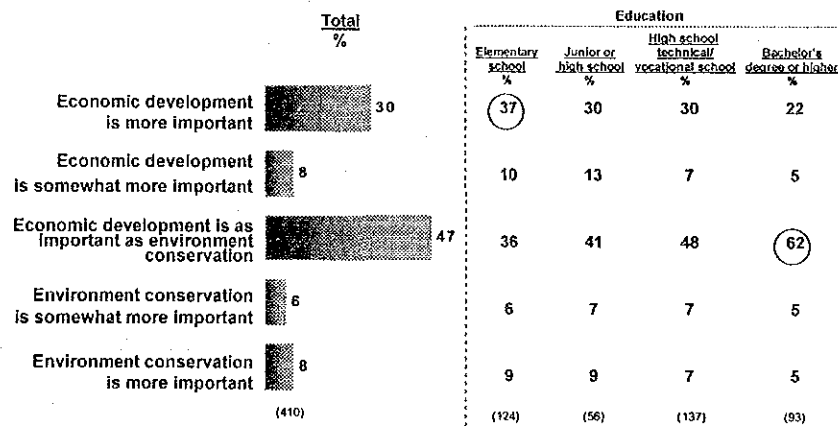 Total
%
Education
Elementary
school
%
Junior or
high school
%
High school
technical/
vocational school
%
Bachelor's
degree or higher
%
Economic development
is more important
30
37
30
30
22
Economic development
is somewhat more important
8
10
13
7
5
Economic development is as
important as environment
conservation
47
36
41
48
62
Environment conservation
is somewhat more important
6
6
7
7
5
Environment conservation
is more important
8
9
9
7
5
(410)
(124)
(56)
(137)
(93)